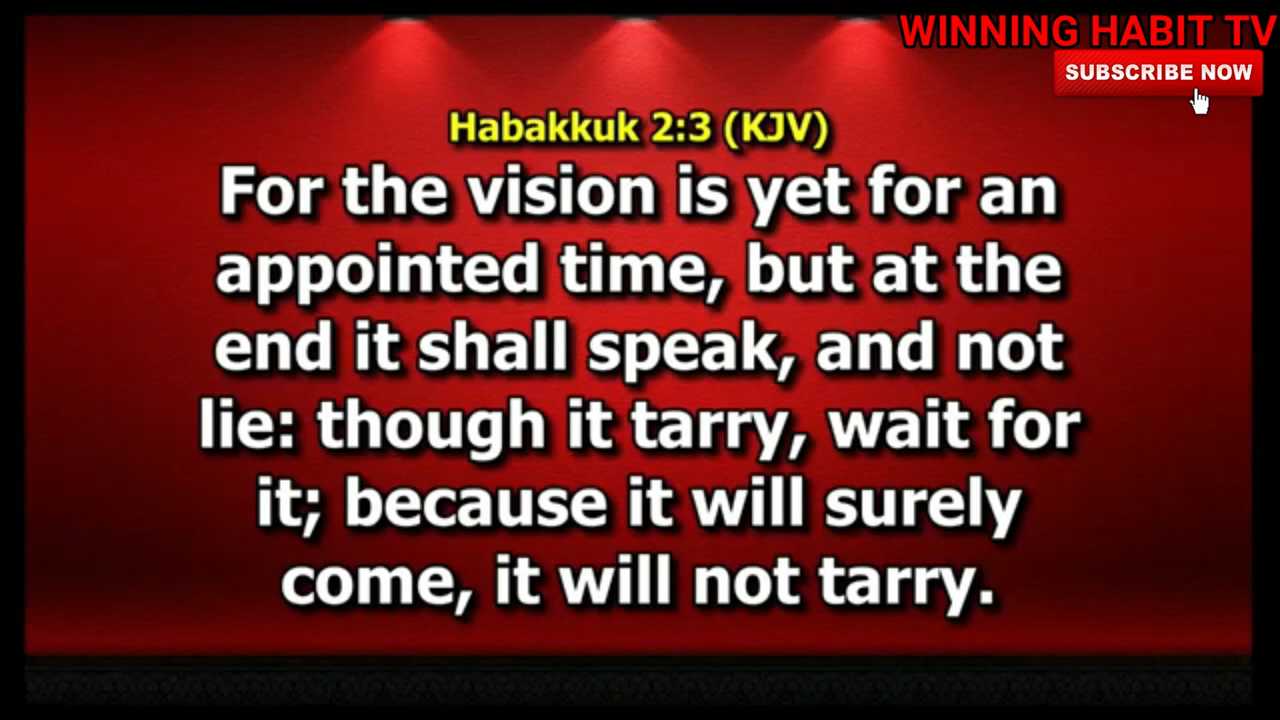 WINNING HABIT TV
SUBSCRIBE NOW
Habakkuk 2:3 (KJV)
For the vision is yet for an
appointed time, but at the
end it shall speak, and not
lie: though it tarry, wait for
it; because it will surely
come, it will not tarry.